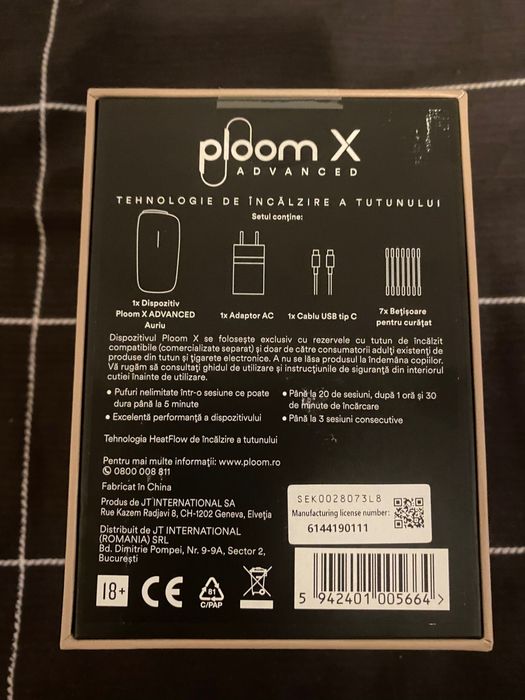 ploom X
ADVANCED
TEHNOLOGIE DE ÎNCĂLZIRE A TUTUNULUI
Setul conține:
1x Dispozitiv
Ploom X ADVANCED
Auriu
1x Adaptor AC
1x Cablu USB tip C
7x Bețișoare
pentru curățat
Dispozitivul Ploom X se folosește exclusiv cu rezervele cu tutun de încălzit
compatibile (comercializate separat) și doar de către consumatorii adulți existenți de
produse din tutun și țigarete electronice. A nu se lăsa produsul la îndemâna copiilor.
Vă rugăm să consultați ghidul de utilizare și instrucțiunile de siguranță din interiorul
cutiei înainte de utilizare.
• Pufuri nelimitate într-o sesiune ce poate
dura până la 5 minute
• Excelentă performanță a dispozitivului
• Până la 20 de sesiuni, după 1 oră și 30
de minute de încărcare
• Până la 3 sesiuni consecutive
Tehnologia HeatFlow de încălzire a tutunului
Pentru mai multe informații: www.ploom.ro
0800 008 811
Fabricat în China
Produs de JT INTERNATIONAL SA
Rue Kazem Radjavi 8, CH-1202 Geneva, Elveția
Distribuit de JT INTERNATIONAL
(ROMANIA) SRL
Bd. Dimitrie Pompei, Nr. 9-9A, Sector 2,
București
SEK0028073L8
Manufacturing license number:
6144190111
18+
CE
81
C/PAP
5 942401 005664 >